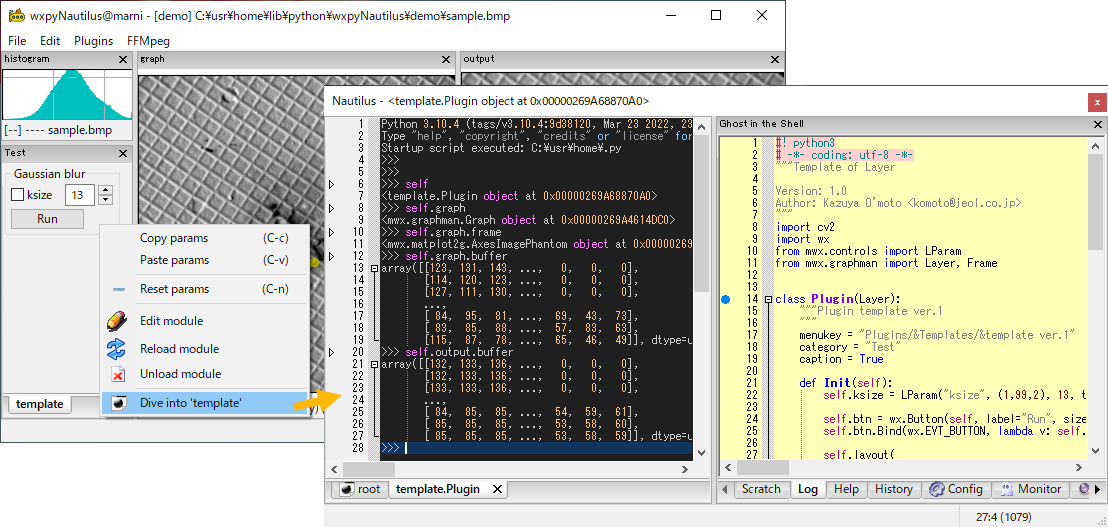 wxpyNautilus@marni - [demo] C:¥usr¥home¥lib¥python¥wxpyNautilus¥demo¥sample.bmp
File Edit Plugins FFMpeg
histogram
graph
output
[--] ---- sample.bmp
Test
Gaussian blur
ksize 13
Run
template
Copy params (C-c)
Paste params (C-v)
Reset params (C-n)
Edit module
Reload module
Unload module
Dive into 'template'
y)
Nautilus - <template.Plugin object at 0x00000269A68870A0>
1 Python 3.10.4 (tags/v3.10.4:9d38120, Mar 23 2022, 23
2 Type "help", "copyright", "credits" or "license" for
3 Startup script executed: C:¥usr¥home¥.py
4 >>>
5 >>>
6 >>> self
7 <template.Plugin object at 0x00000269A68870A0>
8 >>> self.graph
9 <mwx.graphman.Graph object at 0x00000269A4614DC0>
10 >>> self.graph.frame
11 <mwx.matplot2g.AxesImagePhantom object at 0x00000269
12 >>> self.graph.buffer
13 array([[123, 131, 143, ..., 0, 0, 0],
14 [114, 120, 123, ..., 0, 0, 0],
15 [127, 111, 130, ..., 0, 0, 0],
16 ...,
17 [ 84, 95, 81, ..., 69, 43, 73],
18 [ 83, 85, 88, ..., 57, 83, 63],
19 [115, 87, 78, ..., 65, 46, 49]], dtype=u
20 >>> self.output.buffer
21 array([[132, 133, 136, ..., 0, 0, 0],
22 [132, 133, 136, ..., 0, 0, 0],
23 [133, 133, 136, ..., 0, 0, 0],
24 ...,
25 [ 84, 85, 85, ..., 54, 59, 61],
26 [ 85, 85, 85, ..., 53, 58, 60],
27 [ 85, 85, 85, ..., 53, 58, 59]], dtype=u
28 >>>
root template.Plugin
Ghost in the Shell
1 #! python3
2 # -*- coding: utf-8 -*-
3 """Template of Layer
4
5 Version: 1.0
6 Author: Kazuya O'moto <komoto@jeol.co.jp>
7 """
8 import cv2
9 import wx
10 from mwx.controls import LParam
11 from mwx.graphman import Layer, Frame
12
13
14 class Plugin(Layer):
15 """Plugin template ver.1
16 """
17 menukey = "Plugins/&Templates/&template ver.1"
18 category = "Test"
19 caption = True
20
21 def Init(self):
22 self.ksize = LParam("ksize", (1,99,2), 13, t
23
24 self.btn = wx.Button(self, label="Run", size
25 self.btn.Bind(wx.EVT_BUTTON, lambda v: self.
26
27 self.layout(
Scratch Log Help History Config Monitor
27:4 (1079)